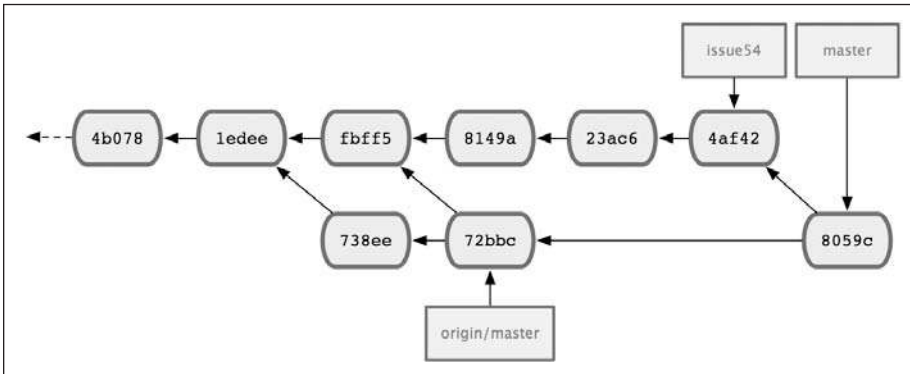 issue54 master
4b078 1edee fbff5 8149a 23ac6 4af42
738ee 72bbc 8059c
origin/master